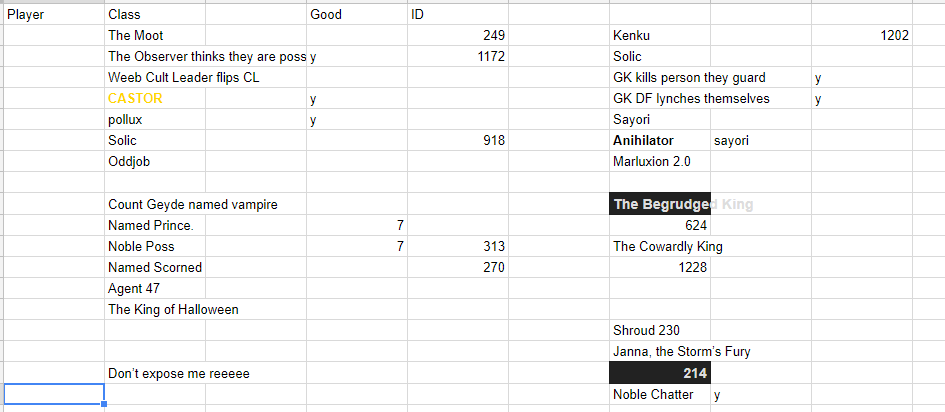 Player Class Good ID
The Moot 249 Kenku 1202
The Observer thinks they are poss y 1172 Solic
Weeb Cult Leader flips CL GK kills person they guard y
CASTOR y GK DF lynches themselves y
pollux y Sayori
Solic 918 Anihilator sayori
Oddjob Marluxion 2.0
Count Geyde named vampire The Begrudged King
Named Prince. 7 624
Noble Poss 7 313 The Cowardly King
Named Scorned 270 1228
Agent 47
The King of Halloween
Shroud 230
Janna, the Storm's Fury
Don't expose me reeeee 214
Noble Chatter y